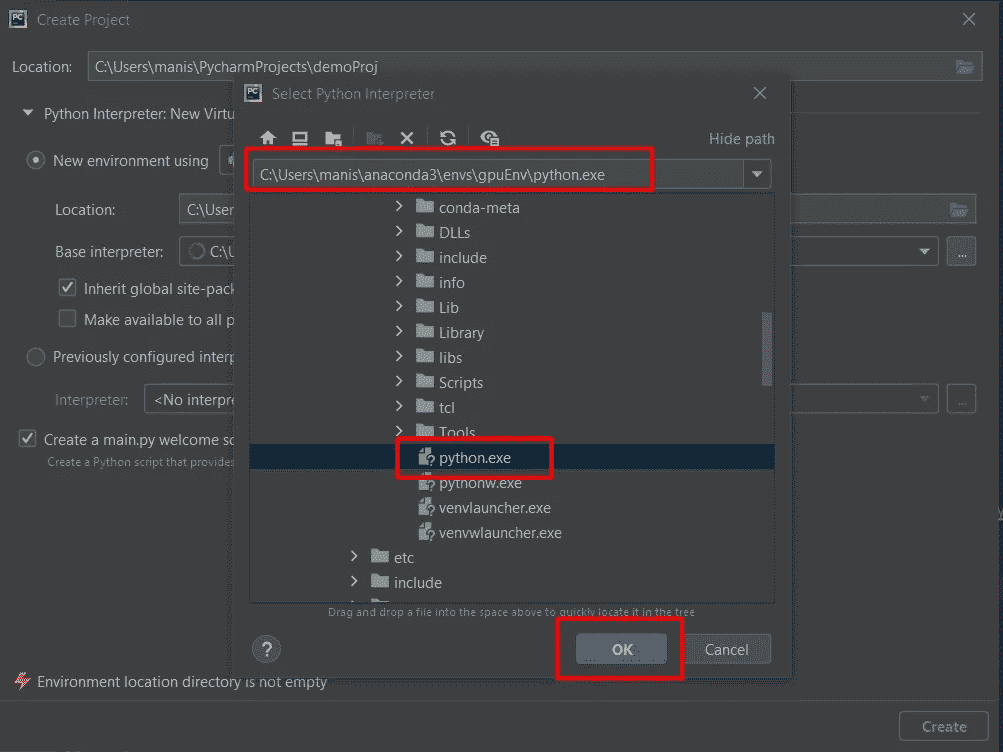 Create Project
Location: C:\Users\manis\PycharmProjects\demoProj
Select Python Interpreter
Python Interpreter: New Virtu
Hide path
New environment using
C:\Users\manis\anaconda3\envs\gpuEnv\python.exe
conda-meta
Location: C:\User
DLLs
Base interpreter: C:\U
...
include
info
Inherit global site-pack
Lib
Make available to all p
Library
Previously configured interp
libs
Scripts
Interpreter: <No interpre
...
tcl
Tools
Create a main.py welcome sc
Create a Python script that provides
python.exe
pythonw.exe
venvlauncher.exe
venvwlauncher.exe
etc
include
Drag and drop a file into the space above to quickly locate it in the tree
? OK Cancel
Environment location directory is not empty
Create